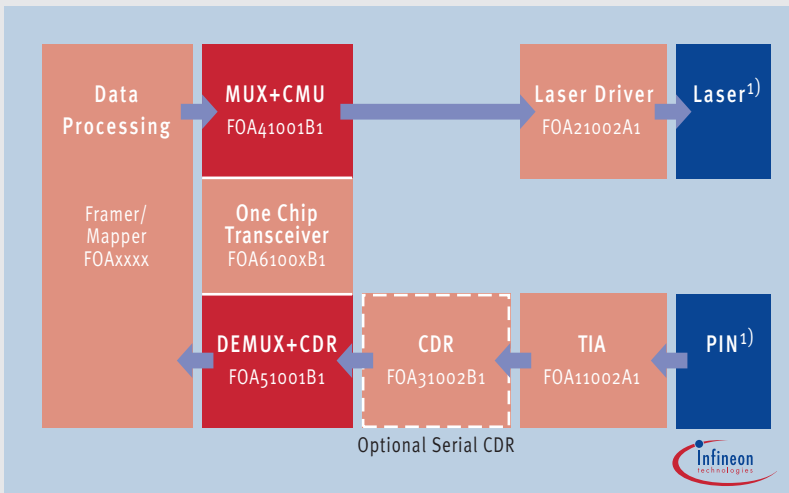 Data
Processing
Framer/
Mapper
FOAxxxx
MUX+CMU
FOA41001B1
One Chip
Transceiver
FOA6100xB1
DEMUX+CDR
FOA51001B1
Laser Driver
FOA21002A1
Laser¹⁾
CDR
FOA31002B1
TIA
FOA11002A1
PIN¹⁾
Optional Serial CDR
Infineon
technologies